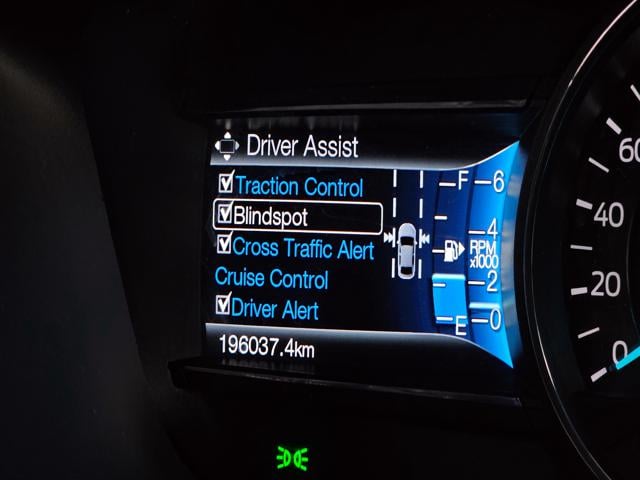 Driver Assist
Traction Control
Blindspot
Cross Traffic Alert
Cruise Control
Driver Alert
196037.4km
F
E
6
4
RPM
x1000
2
0
60
40
20
0